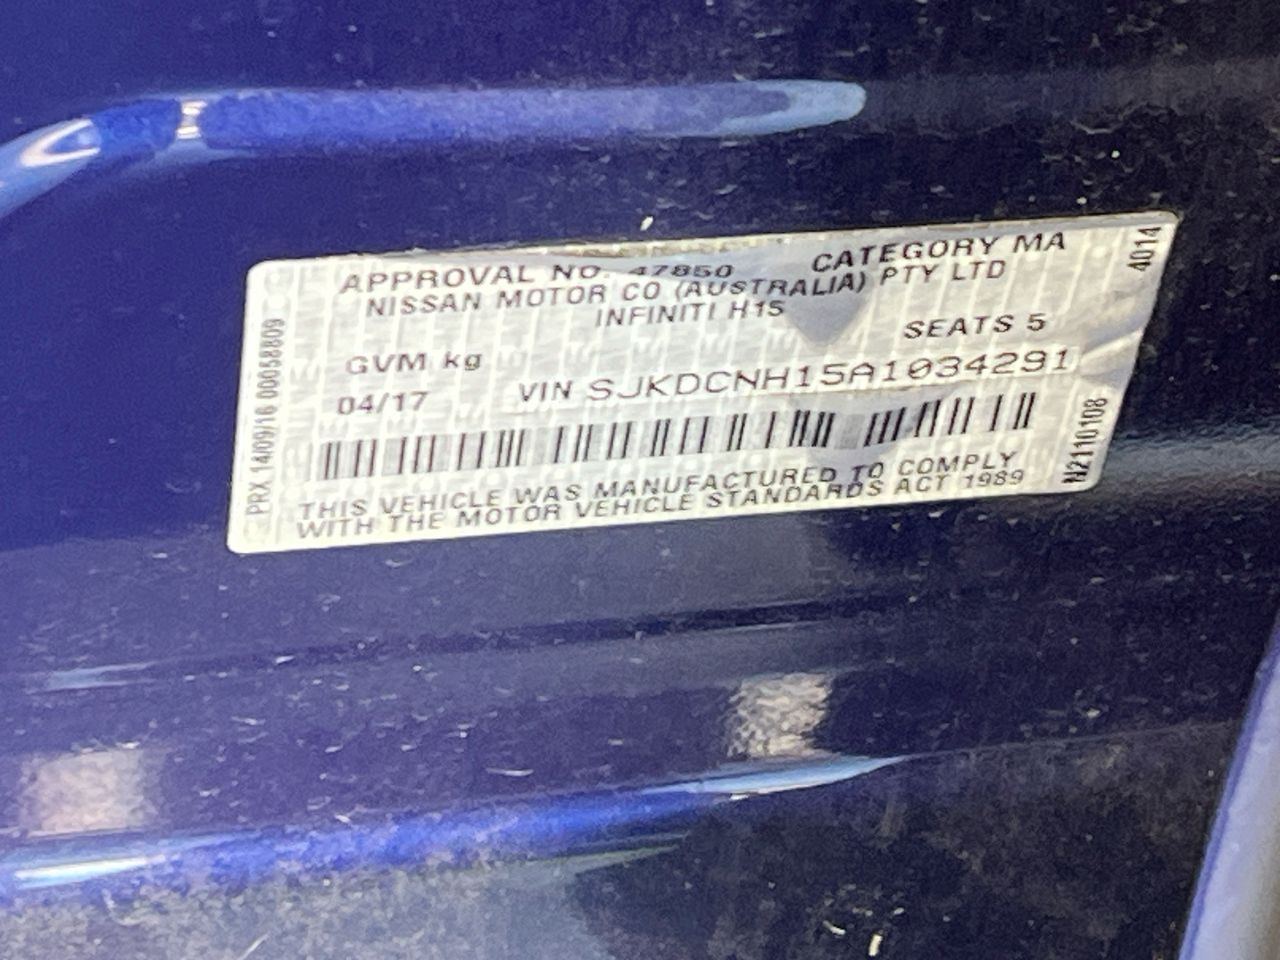 APPROVAL NO. 47850 CATEGORY MA
NISSAN MOTOR CO (AUSTRALIA) PTY LTD
INFINITI H15
GVM kg SEATS 5
04/17 VIN SJKDCNH15A1034291
THIS VEHICLE WAS MANUFACTURED TO COMPLY
WITH THE MOTOR VEHICLE STANDARDS ACT 1989
PRX 14/09/16 00058809
4014
N2110108